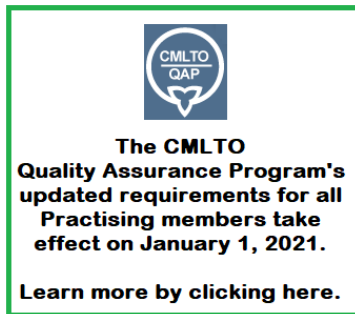 CMLTO
QAP
The CMLTO
Quality Assurance Program's
updated requirements for all
Practising members take
effect on January 1, 2021.
Learn more by clicking here.